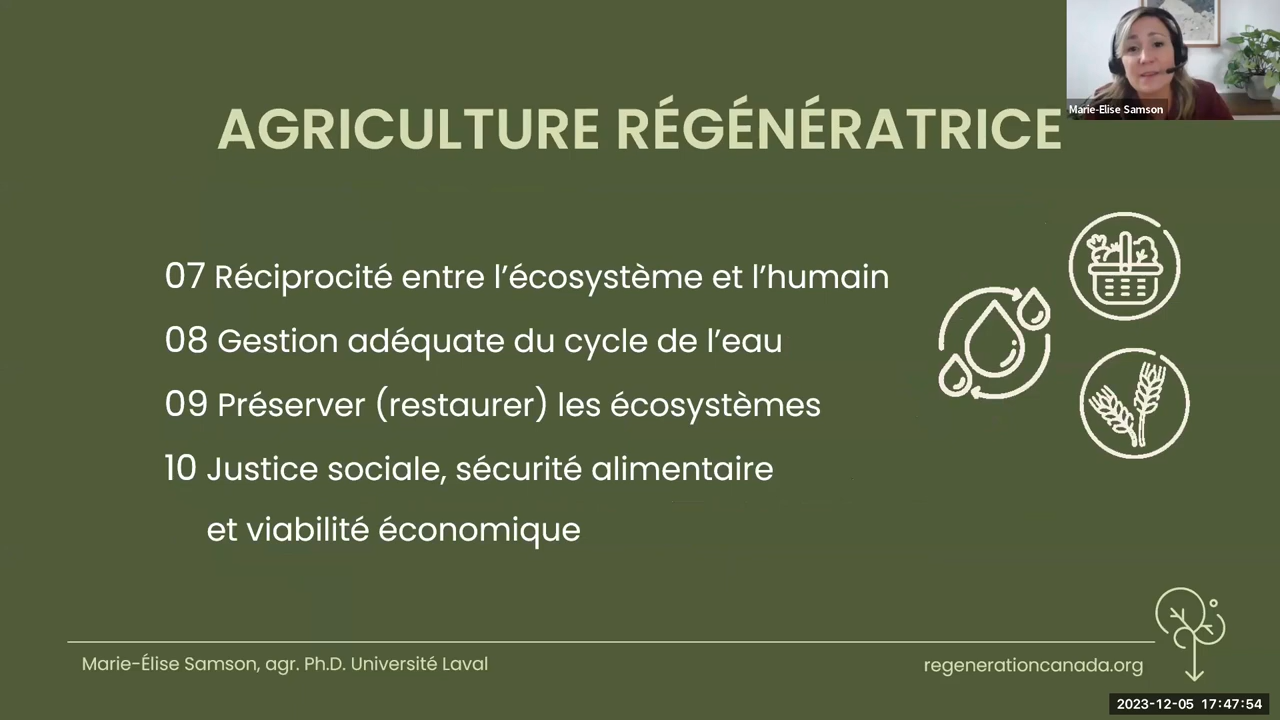 Marie-Elise Samson
AGRICULTURE RÉGÉNÉRATRICE
07 Réciprocité entre l’écosystème et l’humain
08 Gestion adéquate du cycle de l’eau
09 Préserver (restaurer) les écosystèmes
10 Justice sociale, sécurité alimentaire
et viabilité économique
Marie-Élise Samson, agr. Ph.D. Université Laval
regenerationcanada.org
2023-12-05 17:47:54